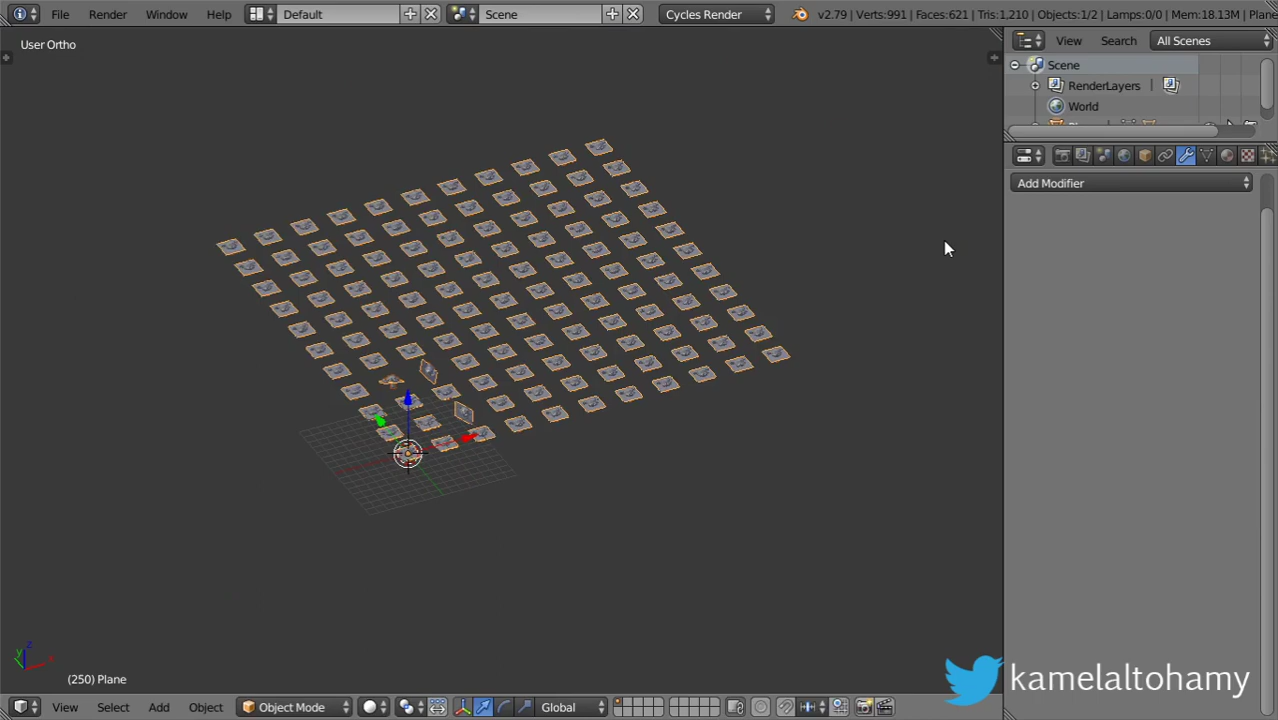 File Render Window Help Default Scene Cycles Render v2.79 | Verts:991 | Faces:621 | Tris:1,210 | Objects:1/2 | Lamps:0/0 | Mem:18.13M | Plane
User Ortho
View Search All Scenes
Scene
RenderLayers
World
Add Modifier
(250) Plane
kamelaltohamy
View Select Add Object Object Mode Global